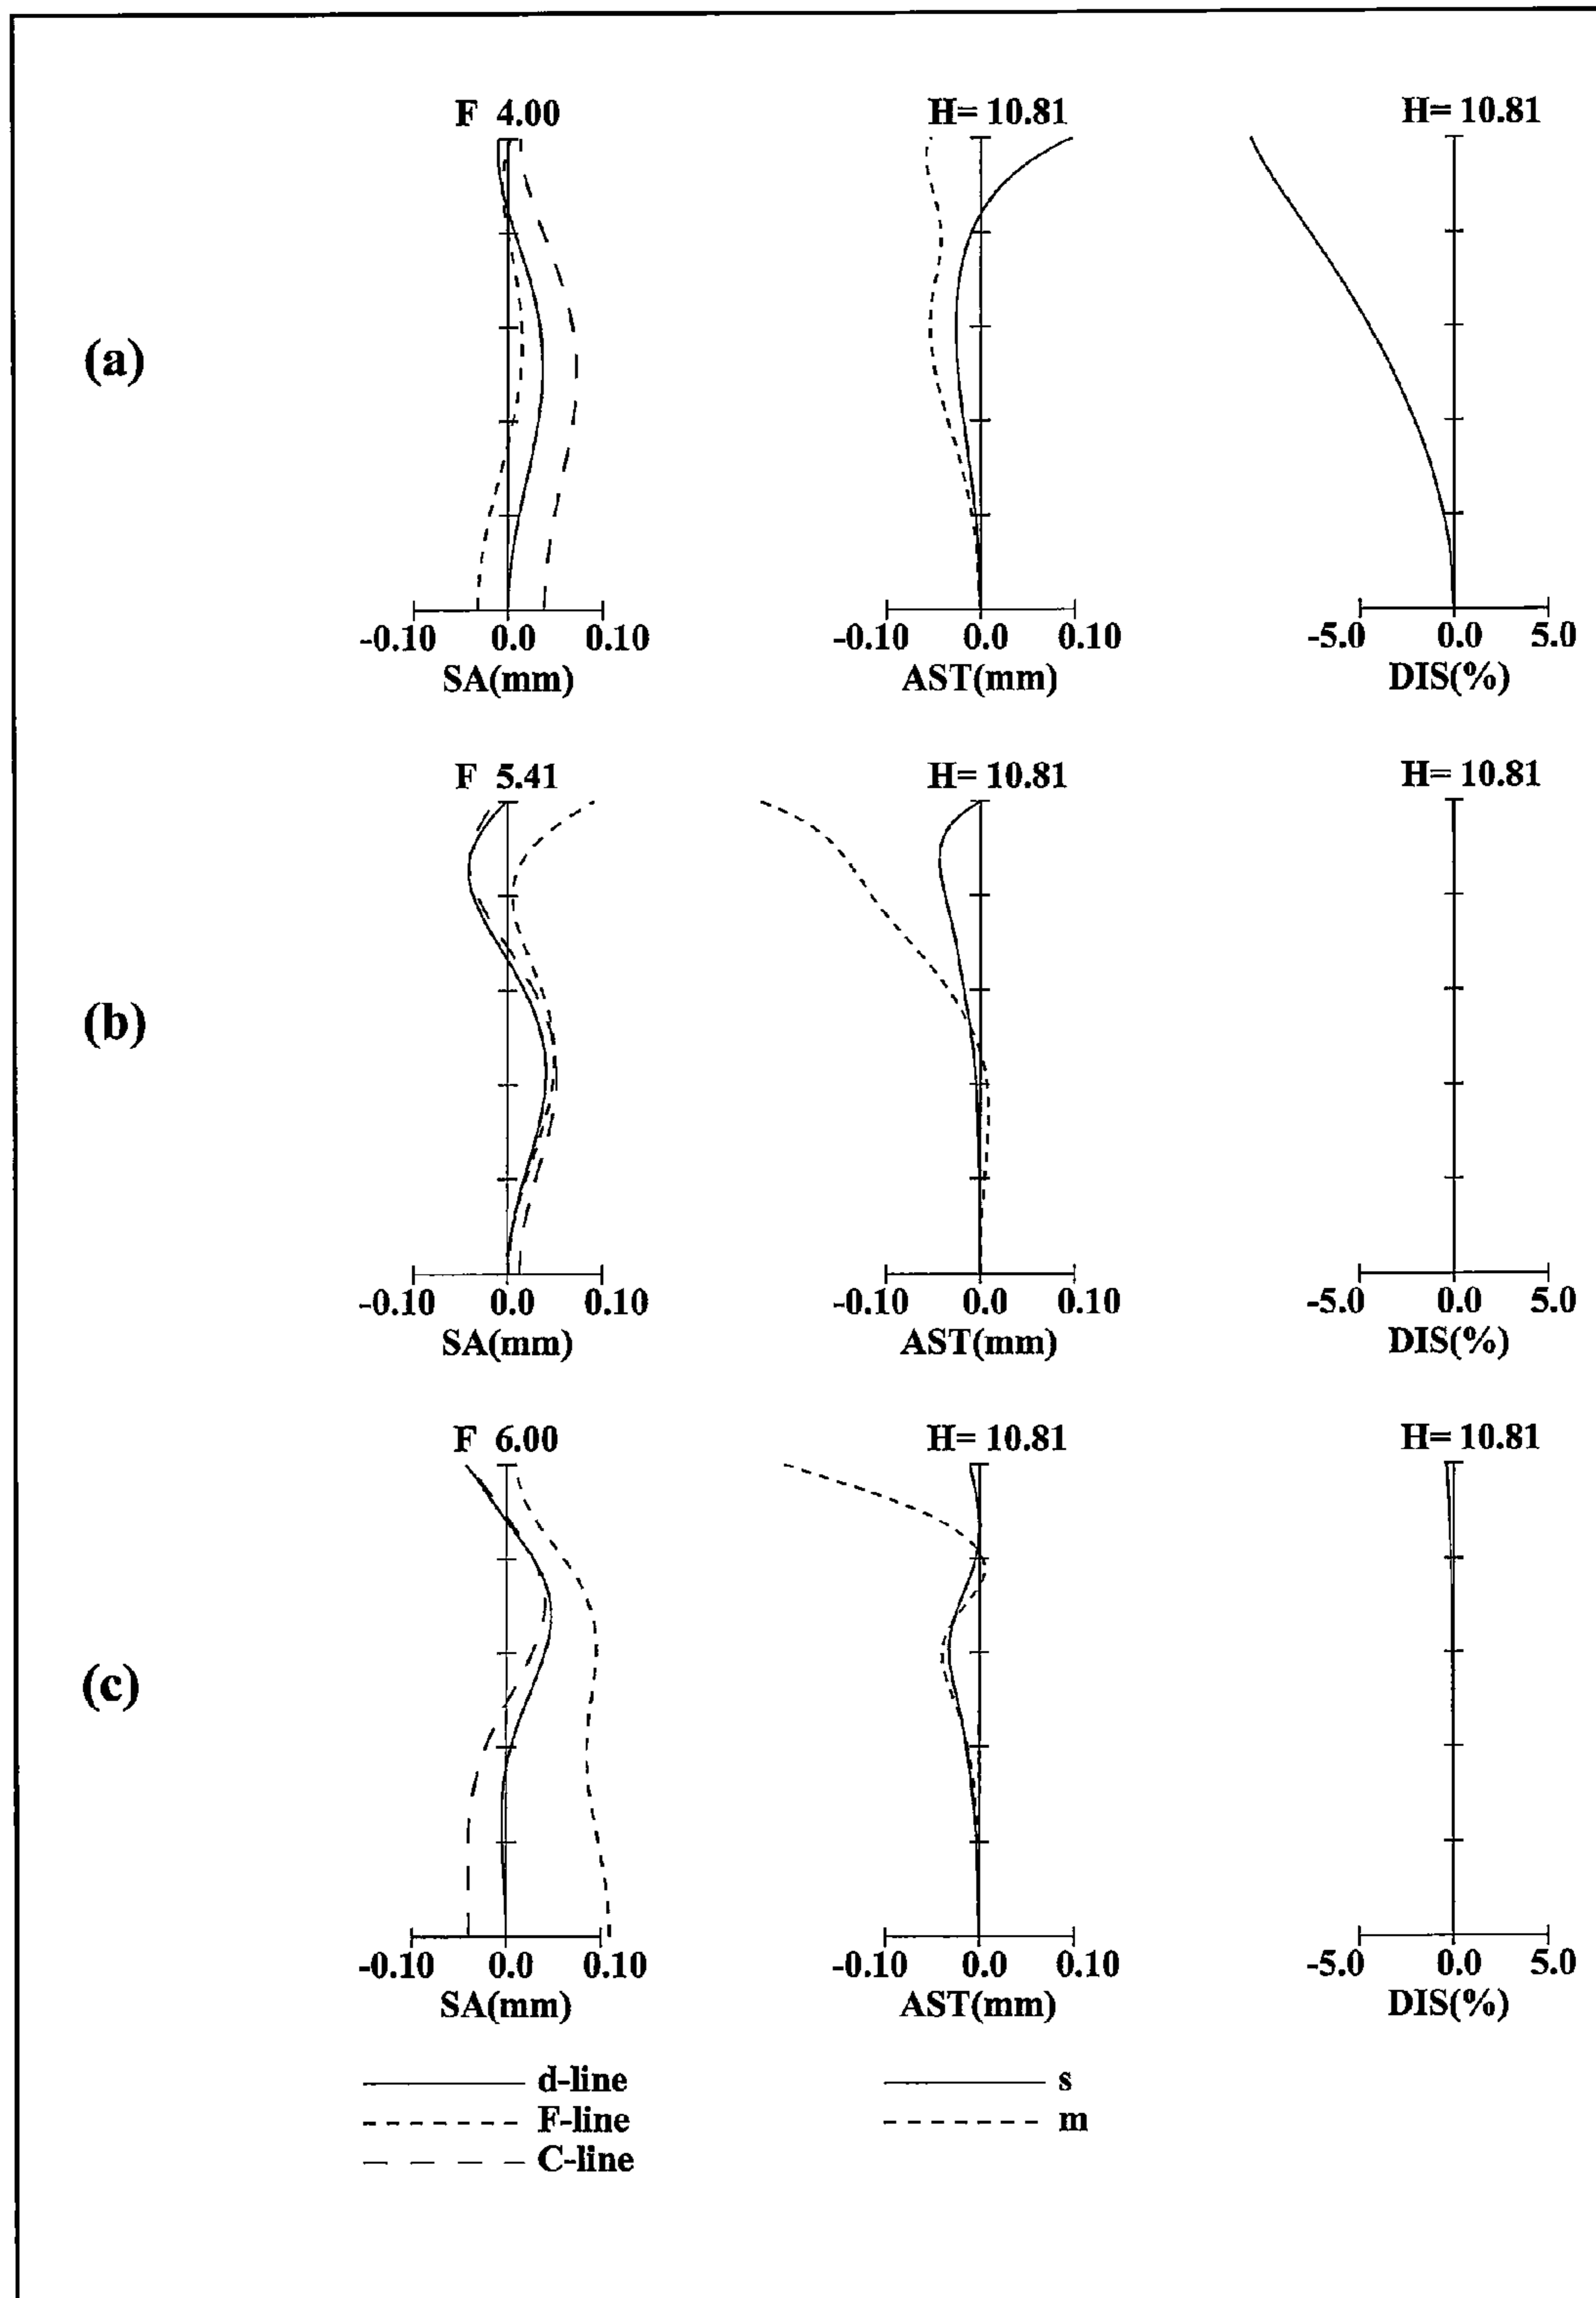 F 4.00 H= 10.81 H= 10.81
(a)
-0.10 0.0 0.10 -0.10 0.0 0.10 -5.0 0.0 5.0
SA(mm) AST(mm) DIS(%)
F 5.41 H= 10.81 H= 10.81
(b)
-0.10 0.0 0.10 -0.10 0.0 0.10 -5.0 0.0 5.0
SA(mm) AST(mm) DIS(%)
F 6.00 H= 10.81 H= 10.81
(c)
-0.10 0.0 0.10 -0.10 0.0 0.10 -5.0 0.0 5.0
SA(mm) AST(mm) DIS(%)
d-line s
F-line m
C-line